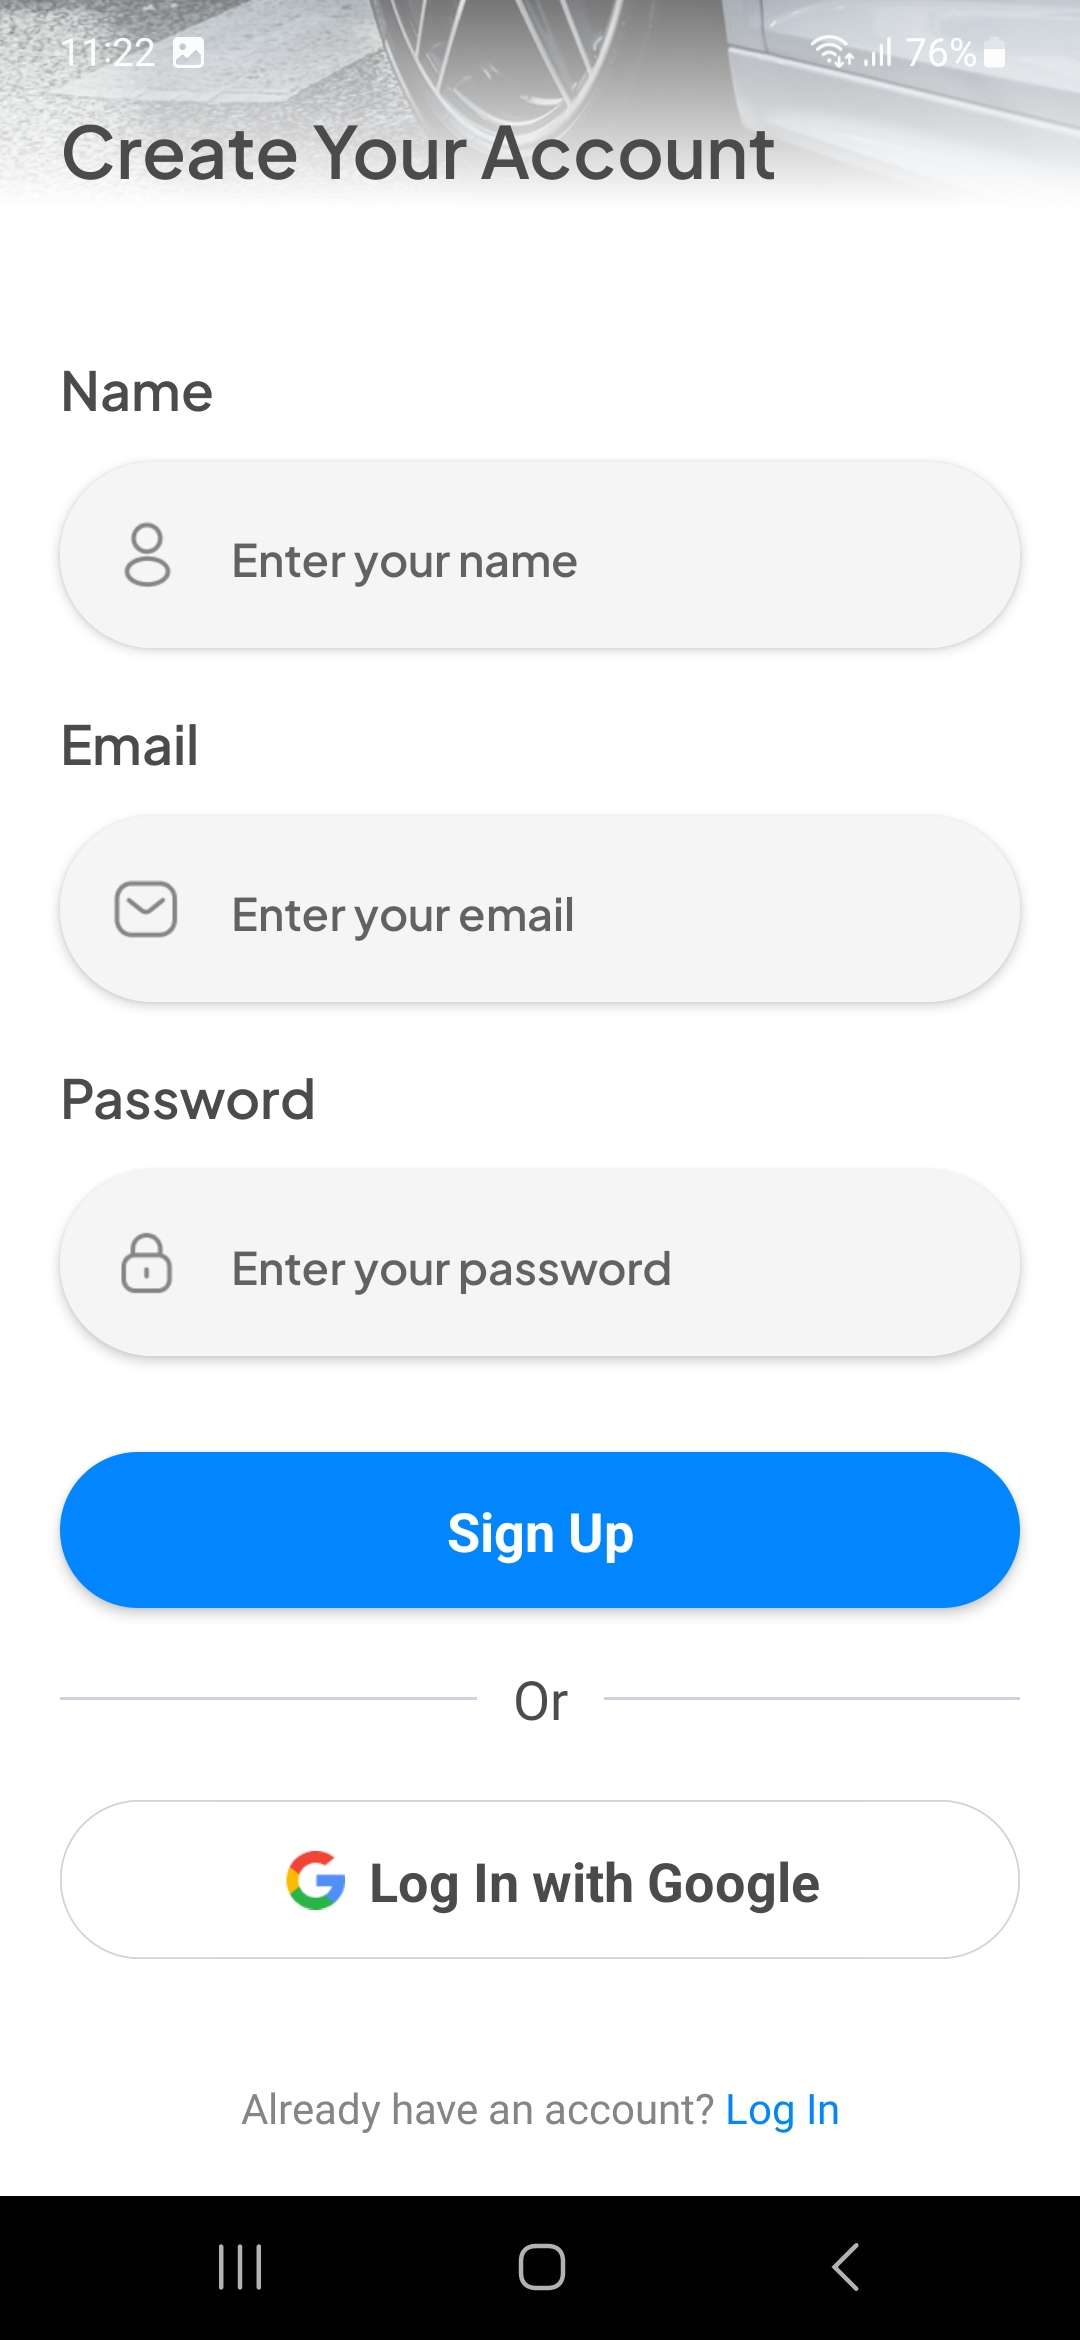 11:22 76%
Create Your Account
Name
Enter your name
Email
Enter your email
Password
Enter your password
Sign Up
Or
Log In with Google
Already have an account? Log In